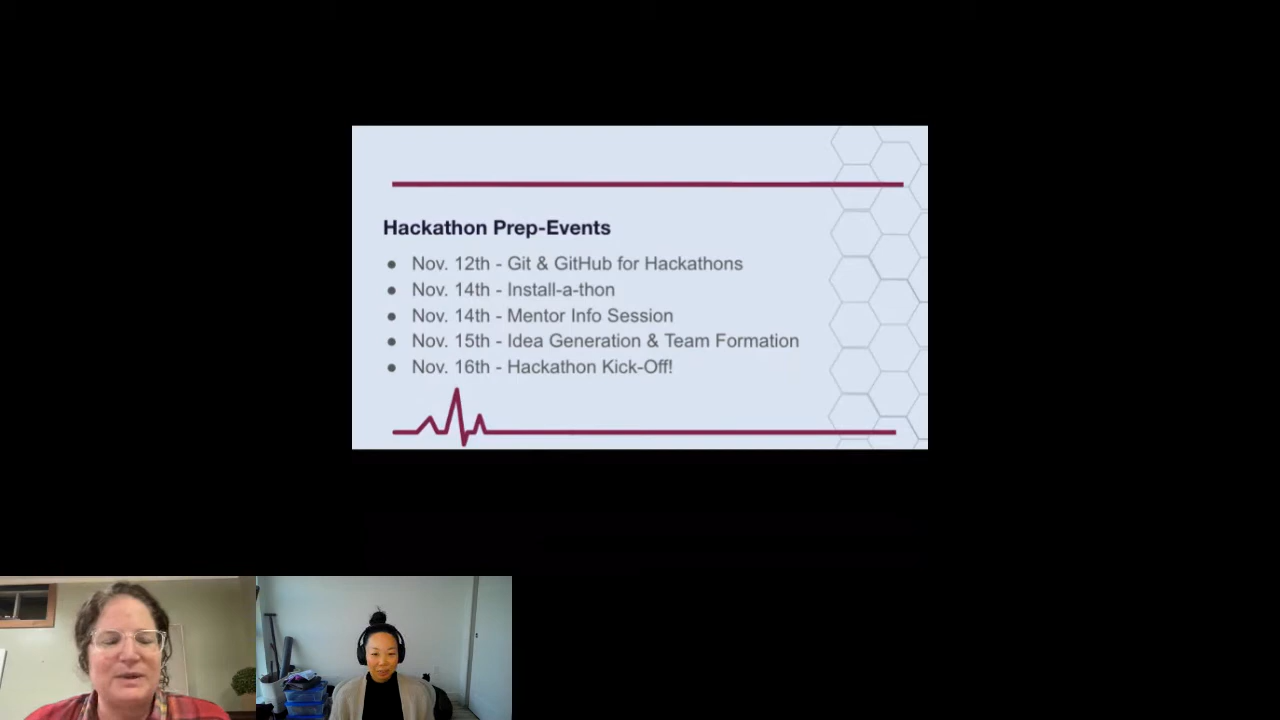 Hackathon Prep-Events
● Nov. 12th - Git & GitHub for Hackathons
● Nov. 14th - Install-a-thon
● Nov. 14th - Mentor Info Session
● Nov. 15th - Idea Generation & Team Formation
● Nov. 16th - Hackathon Kick-Off!